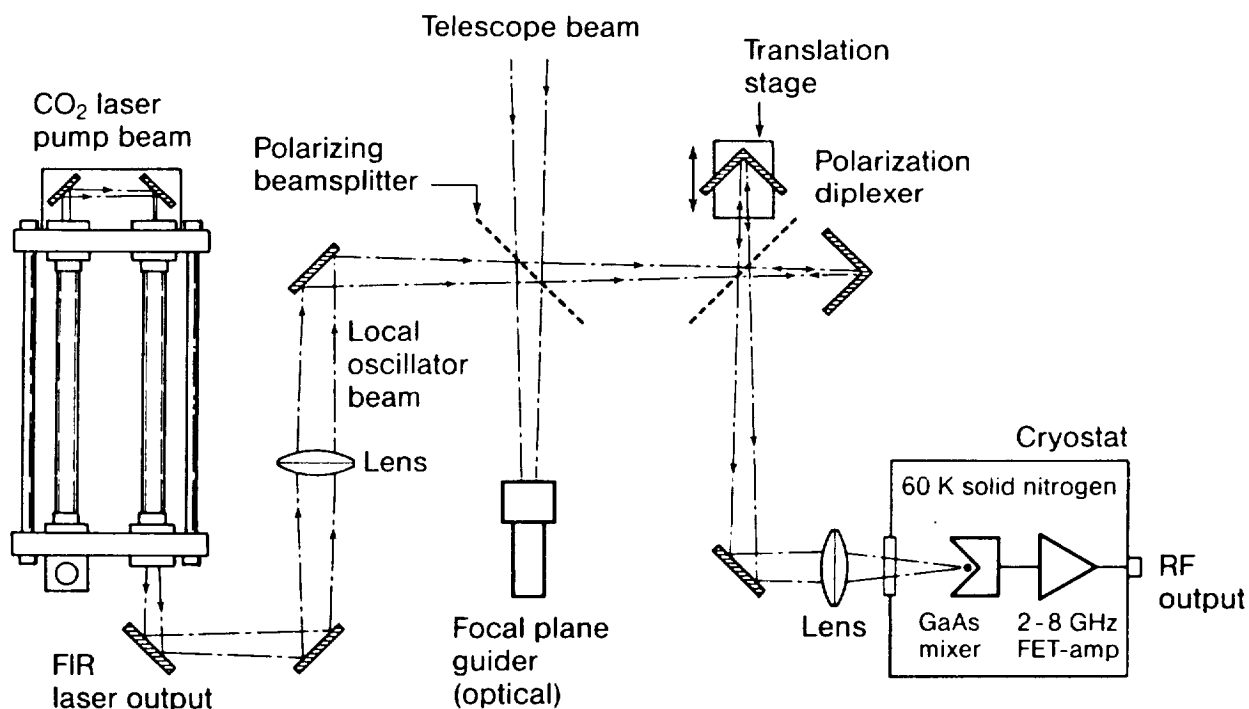 Telescope beam
Translation
stage
CO₂ laser
pump beam
Polarizing
beamsplitter
Polarization
diplexer
Local
oscillator
beam
Lens
Cryostat
60 K solid nitrogen
RF
output
Lens
GaAs
mixer
2-8 GHz
FET-amp
Focal plane
guider
(optical)
FIR
laser output